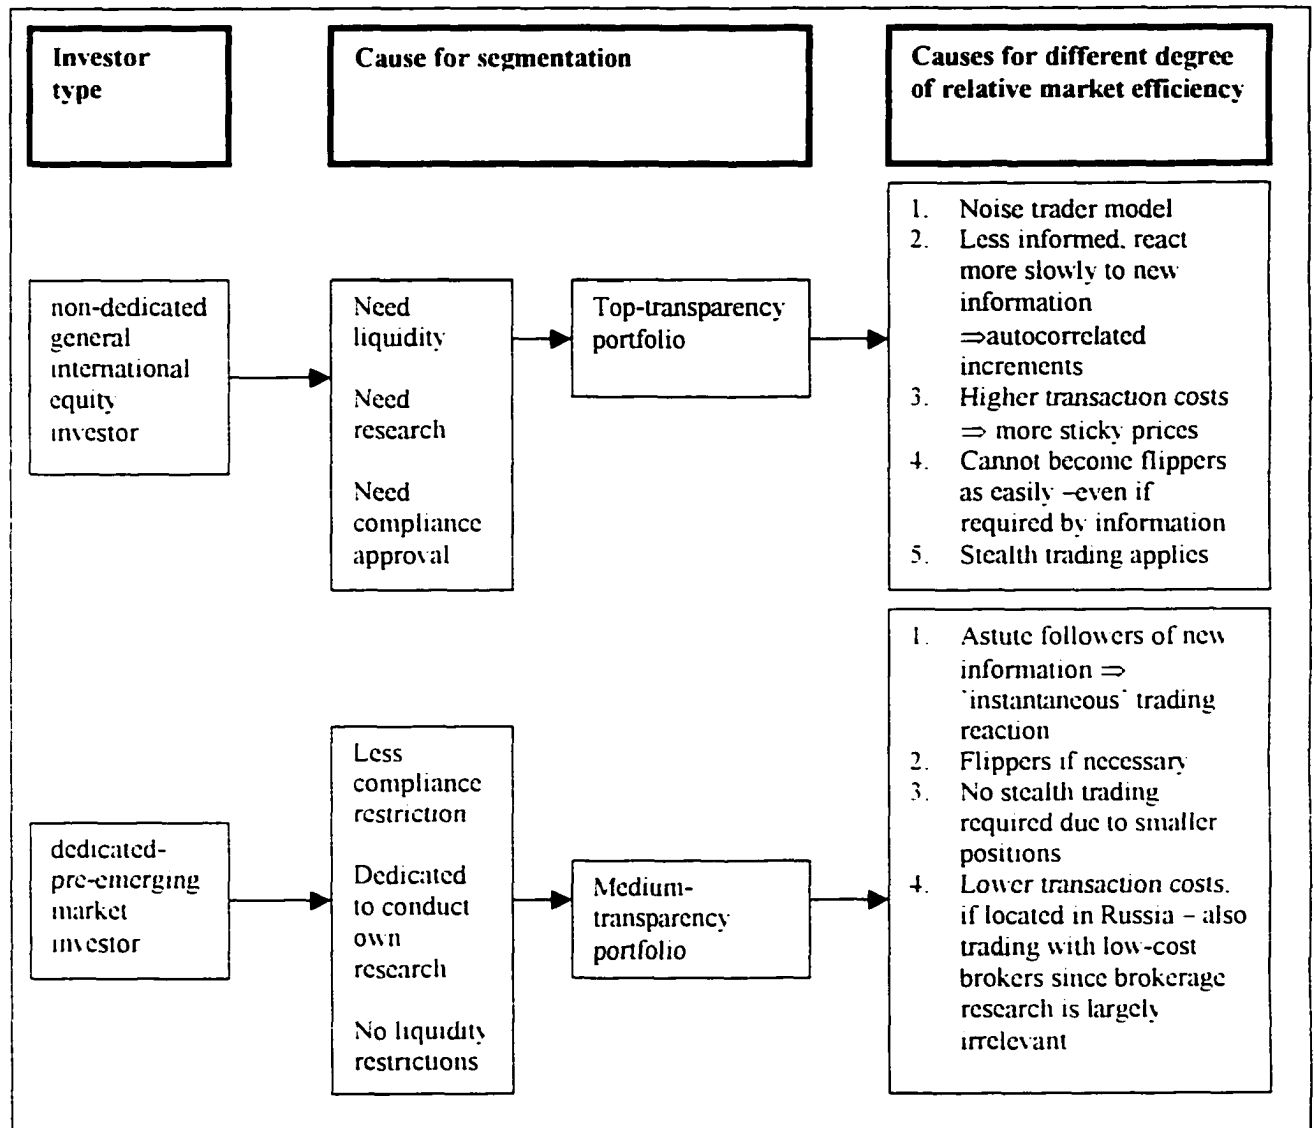 Investor
type
Cause for segmentation
Causes for different degree
of relative market efficiency
non-dedicated
general
international
equity
investor
Need
liquidity
Need
research
Need
compliance
approval
Top-transparency
portfolio
1. Noise trader model
2. Less informed, react
more slowly to new
information
⇒autocorrelated
increments
3. Higher transaction costs
⇒ more sticky prices
4. Cannot become flippers
as easily –even if
required by information
5. Stealth trading applies
dedicated-
pre-emerging
market
investor
Less
compliance
restriction
Dedicated
to conduct
own
research
No liquidity
restrictions
Medium-
transparency
portfolio
1. Astute followers of new
information ⇒
'instantaneous' trading
reaction
2. Flippers if necessary
3. No stealth trading
required due to smaller
positions
4. Lower transaction costs,
if located in Russia – also
trading with low-cost
brokers since brokerage
research is largely
irrelevant